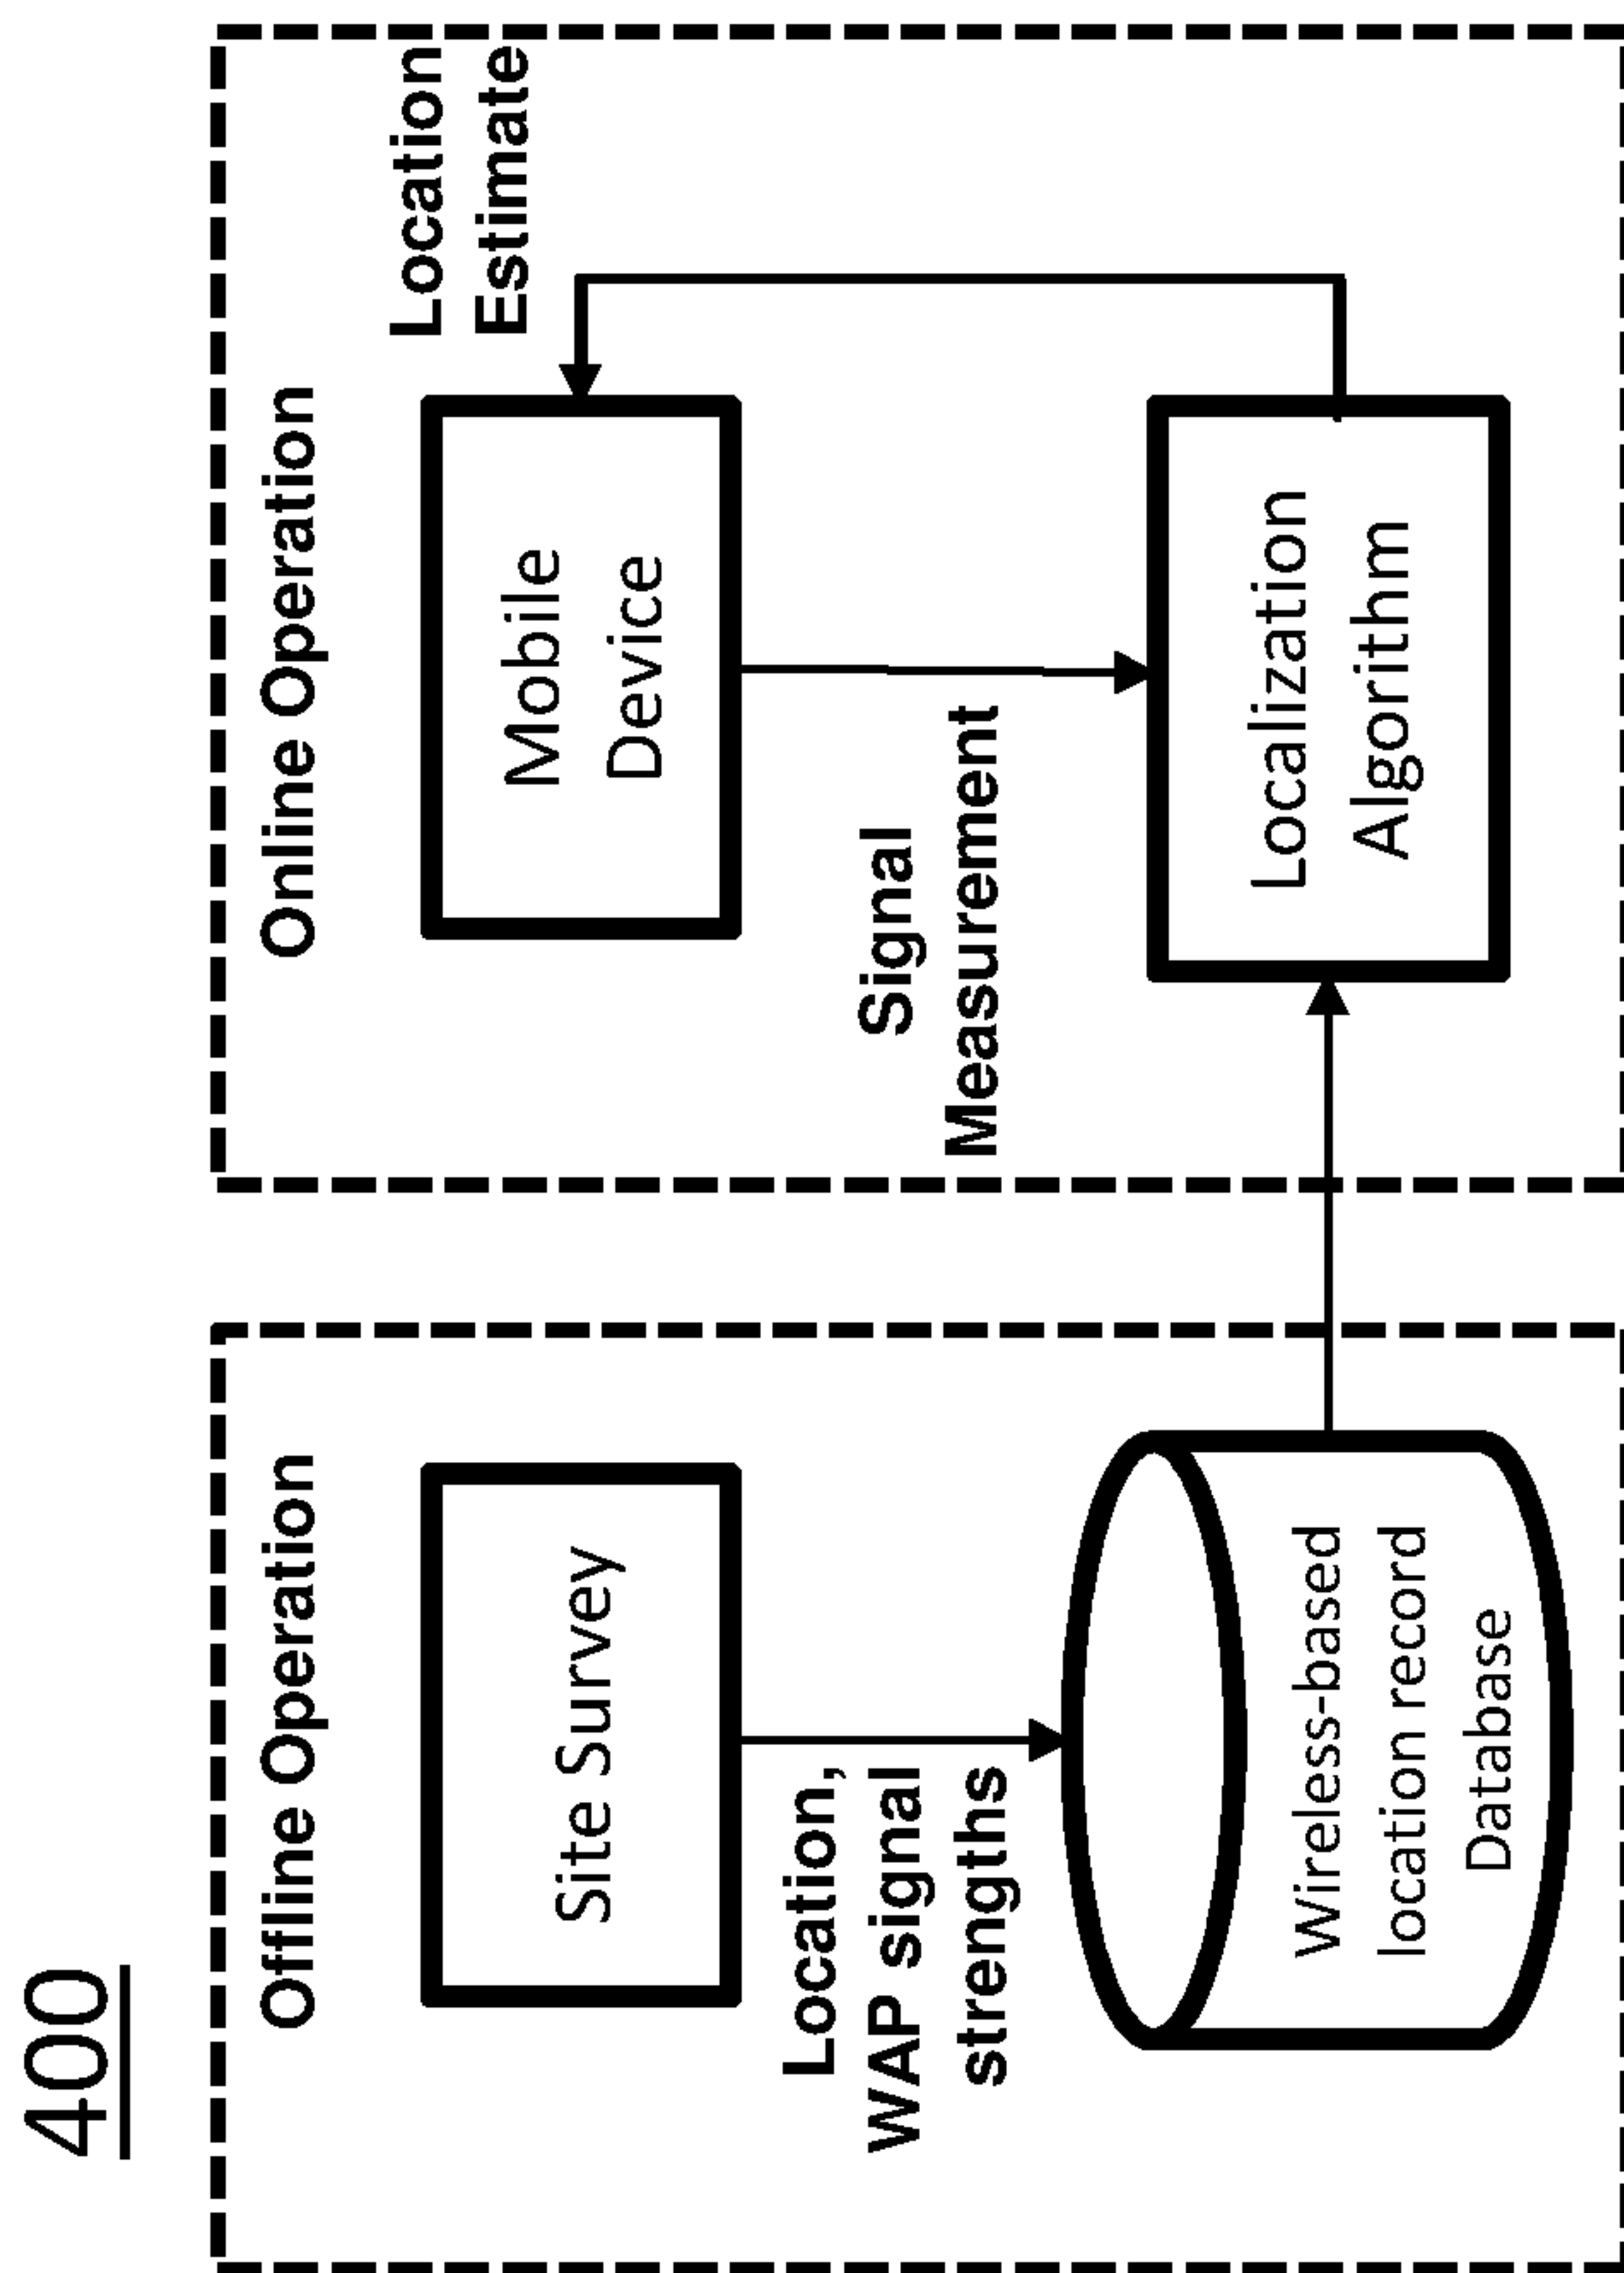 400
Offline Operation
Site Survey
Location,
WAP signal
strengths
Wireless-based
location record
Database
Online Operation
Location
Estimate
Mobile
Device
Signal
Measurement
Localization
Algorithm